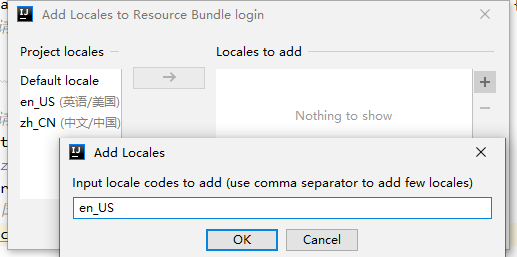 Add Locales to Resource Bundle login
Project locales
Locales to add
Default locale
en_US (英语/美国)
zh_CN (中文/中国)
Nothing to show
Add Locales
Input locale codes to add (use comma separator to add few locales)
en_US
OK
Cancel